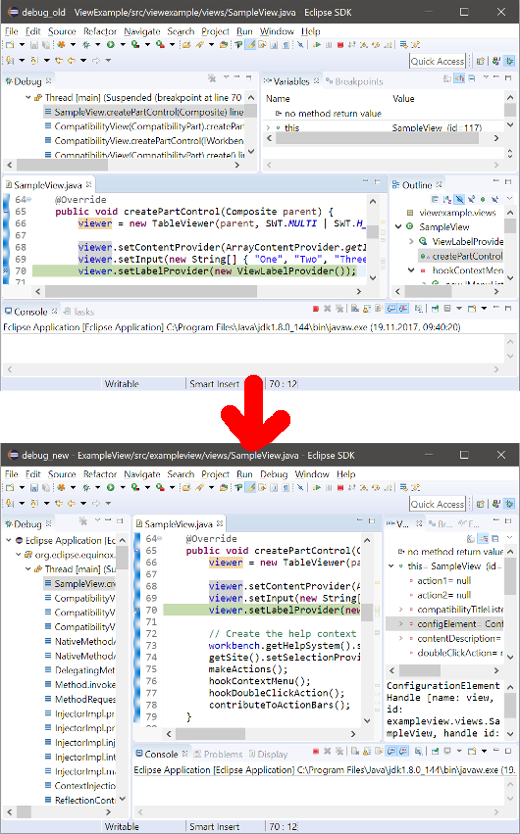 debug_old ViewExample/src/viewexample/views/SampleView.java - Eclipse SDK
File Edit Source Refactor Navigate Search Project Run Window Help
Quick Access
Debug
Variables Breakpoints
Thread [main] (Suspended (breakpoint at line 70
SampleView.createPartControl(Composite) line
CompatibilityView(CompatibilityPart).createPar
CompatibilityView.createPartControl(IWorkben
CompatibilityView(CompatibilityPart).create() li
Name Value
no method return value
this SampleView (id=117)
SampleView.java
64 @Override
65 public void createPartControl(Composite parent) {
66 viewer = new TableViewer(parent, SWT.MULTI | SWT.H_
67
68 viewer.setContentProvider(ArrayContentProvider.getI
69 viewer.setInput(new String[] { "One", "Two", "Three
70 viewer.setLabelProvider(new ViewLabelProvider());
71
Outline
viewexample.views
SampleView
ViewLabelProvide
createPartControl
hookContextMenu
new IMenuList
Console Tasks
Eclipse Application [Eclipse Application] C:\Program Files\Java\jdk1.8.0_144\bin\javaw.exe (19.11.2017, 09:40:20)
Writable Smart Insert 70 : 12
debug_new - ExampleView/src/exampleview/views/SampleView.java - Eclipse SDK
File Edit Source Refactor Navigate Search Project Run Debug Window Help
Quick Access
Debug
Eclipse Application [Ecl
org.eclipse.equinox.
Thread [main] (Su
SampleView.cre
CompatibilityV
CompatibilityV
CompatibilityV
NativeMethodA
NativeMethodA
DelegatingMet
Method.invoke
MethodReques
InjectorImpl.pr
InjectorImpl.in
InjectorImpl.int
InjectorImpl.in
InjectorImpl.ma
ContextInjectio
ReflectionCont
SampleView.java
64 @Override
65 public void createPartControl(C
66 viewer = new TableViewer(pa
67
68 viewer.setContentProvider(A
69 viewer.setInput(new String[
70 viewer.setLabelProvider(new
71
72 // Create the help context
73 workbench.getHelpSystem().s
74 getSite().setSelectionProvi
75 makeActions();
76 hookContextMenu();
77 hookDoubleClickAction();
78 contributeToActionBars();
79 }
V... Br... E...
no method return value
this= SampleView (id=
action1= null
action2= null
compatibilityTitleListe
configElement= Conf
contentDescription=
doubleClickAction= n
ConfigurationElement
Handle [name: view,
id:
exampleview.views.Sa
mpleView, handle id:
Console Problems Display
Eclipse Application [Eclipse Application] C:\Program Files\Java\jdk1.8.0_144\bin\javaw.exe (19.
Writable Smart Insert 70 : 12